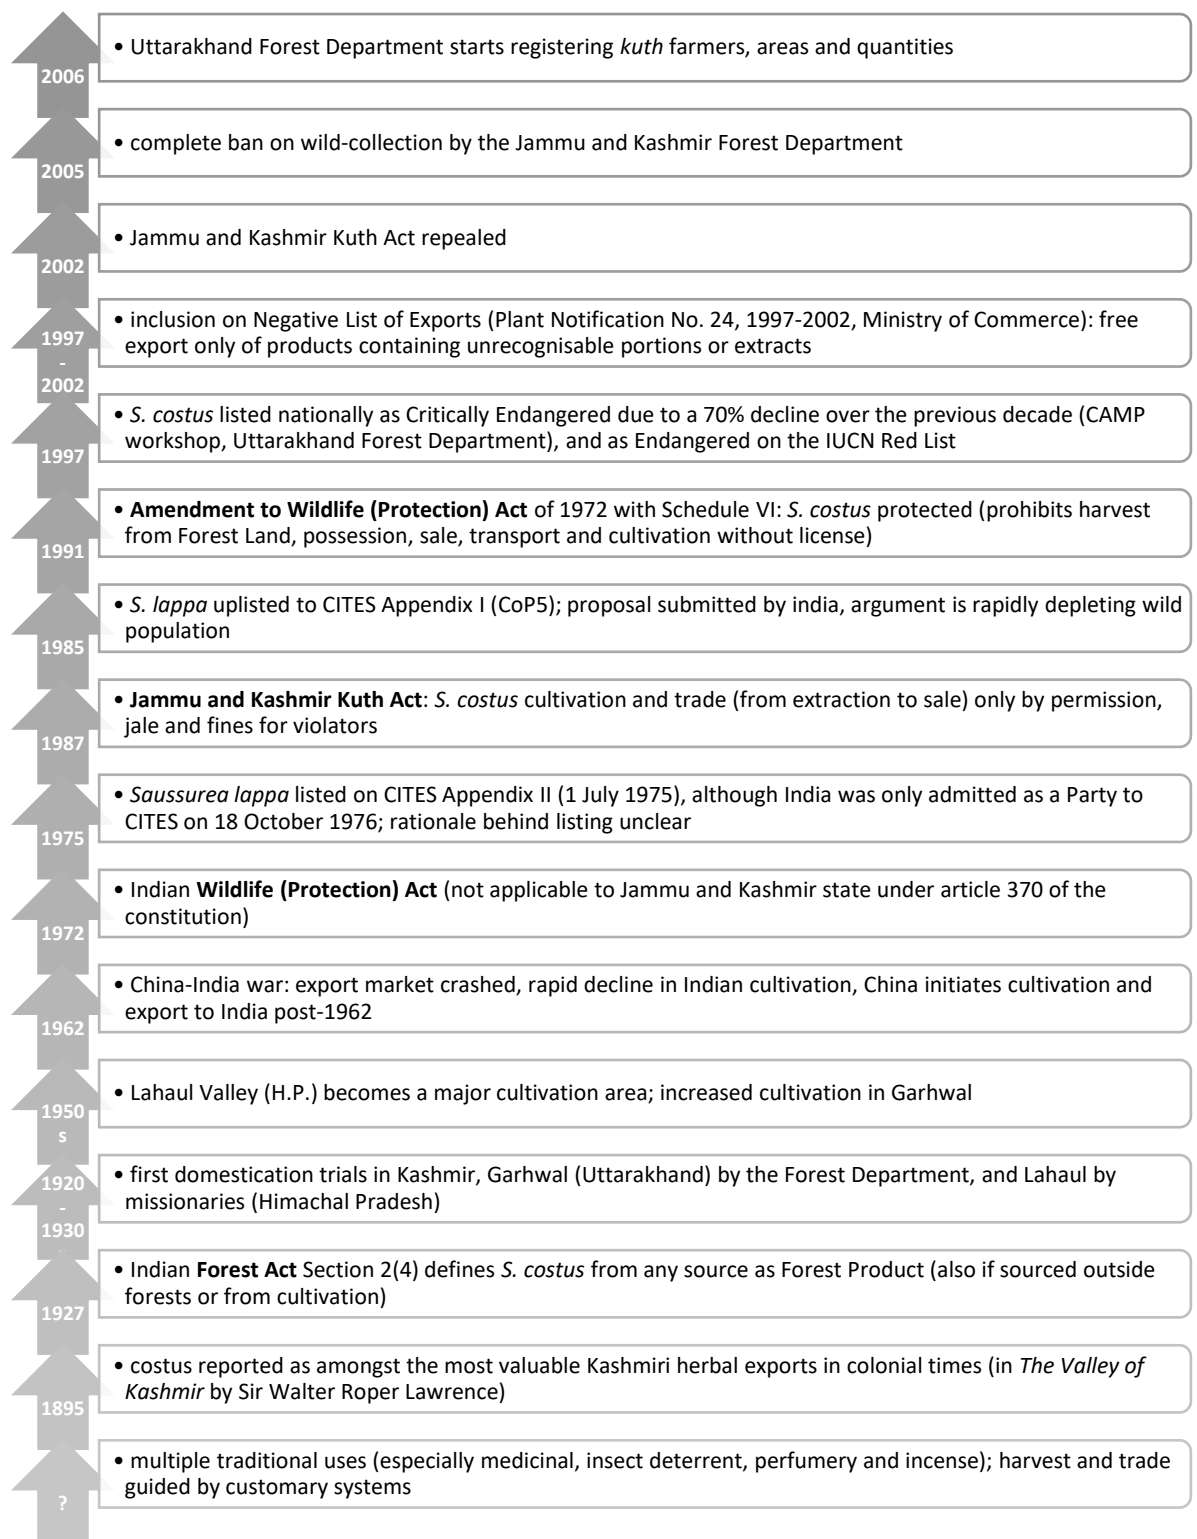 2006
• Uttarakhand Forest Department starts registering kuth farmers, areas and quantities
2005
• complete ban on wild-collection by the Jammu and Kashmir Forest Department
2002
• Jammu and Kashmir Kuth Act repealed
1997
-
2002
• inclusion on Negative List of Exports (Plant Notification No. 24, 1997-2002, Ministry of Commerce): free
export only of products containing unrecognisable portions or extracts
1997
• S. costus listed nationally as Critically Endangered due to a 70% decline over the previous decade (CAMP
workshop, Uttarakhand Forest Department), and as Endangered on the IUCN Red List
1991
• Amendment to Wildlife (Protection) Act of 1972 with Schedule VI: S. costus protected (prohibits harvest
from Forest Land, possession, sale, transport and cultivation without license)
1985
• S. lappa uplisted to CITES Appendix I (CoP5); proposal submitted by india, argument is rapidly depleting wild
population
1987
• Jammu and Kashmir Kuth Act: S. costus cultivation and trade (from extraction to sale) only by permission,
jale and fines for violators
1975
• Saussurea lappa listed on CITES Appendix II (1 July 1975), although India was only admitted as a Party to
CITES on 18 October 1976; rationale behind listing unclear
1972
• Indian Wildlife (Protection) Act (not applicable to Jammu and Kashmir state under article 370 of the
constitution)
1962
• China-India war: export market crashed, rapid decline in Indian cultivation, China initiates cultivation and
export to India post-1962
1950
s
• Lahaul Valley (H.P.) becomes a major cultivation area; increased cultivation in Garhwal
1920
-
1930
• first domestication trials in Kashmir, Garhwal (Uttarakhand) by the Forest Department, and Lahaul by
missionaries (Himachal Pradesh)
1927
• Indian Forest Act Section 2(4) defines S. costus from any source as Forest Product (also if sourced outside
forests or from cultivation)
1895
• costus reported as amongst the most valuable Kashmiri herbal exports in colonial times (in The Valley of
Kashmir by Sir Walter Roper Lawrence)
?
• multiple traditional uses (especially medicinal, insect deterrent, perfumery and incense); harvest and trade
guided by customary systems